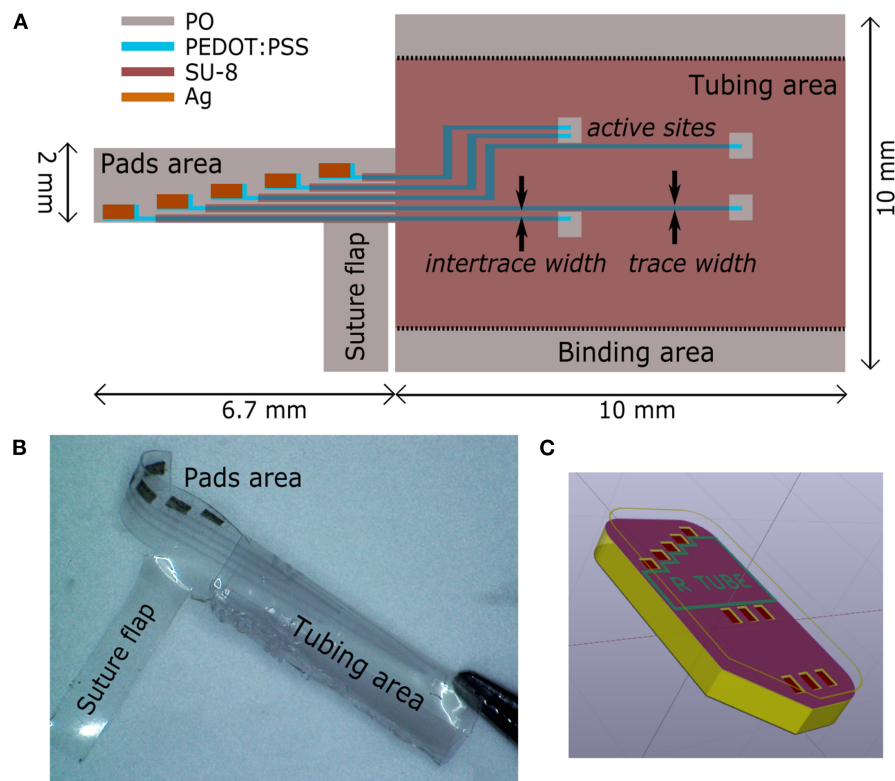 A
PO
PEDOT:PSS
SU-8
Ag
Tubing area
active sites
Pads area
2 mm
10 mm
intertrace width
trace width
Suture flap
Binding area
6.7 mm
10 mm
B
Pads area
Suture flap
Tubing area
C
R TUBE